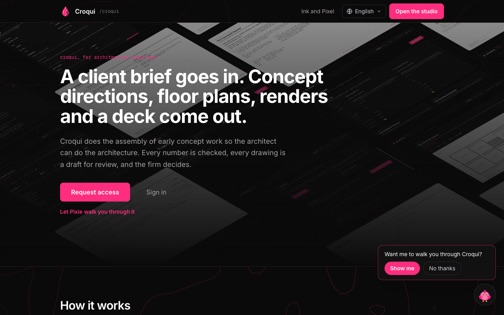 Croqui /croqui
Ink and Pixel
English
Open the studio
A client brief goes in. Concept
directions, floor plans, renders
and a deck come out.
Croqui does the assembly of early concept work so the architect
can do the architecture. Every number is checked, every drawing is
a draft for review, and the firm decides.
Request access
Sign in
Let Pixie walk you through it
Want me to walk you through Croqui?
Show me
No thanks
How it works